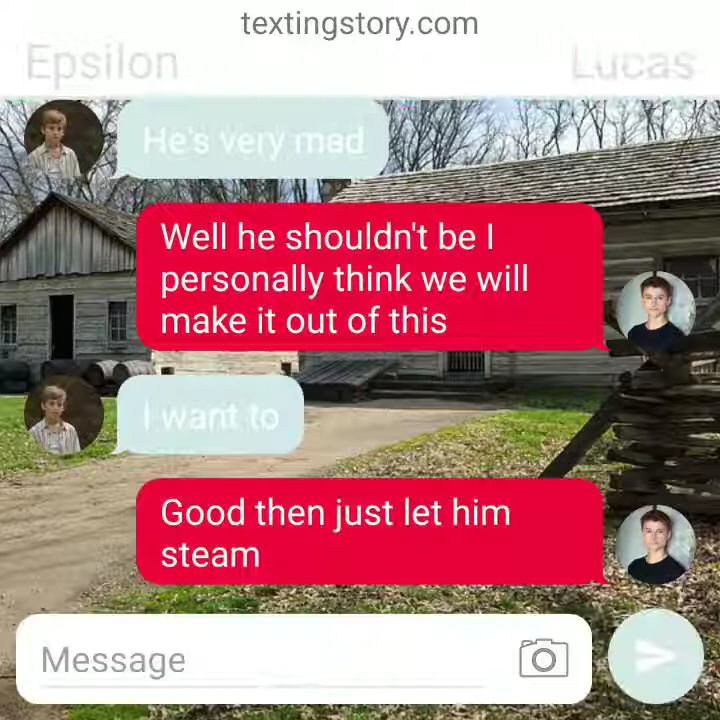 textingstory.com
Epsilon Lucas
He's very mad
Well he shouldn't be I
personally think we will
make it out of this
I want to
Good then just let him
steam
Message